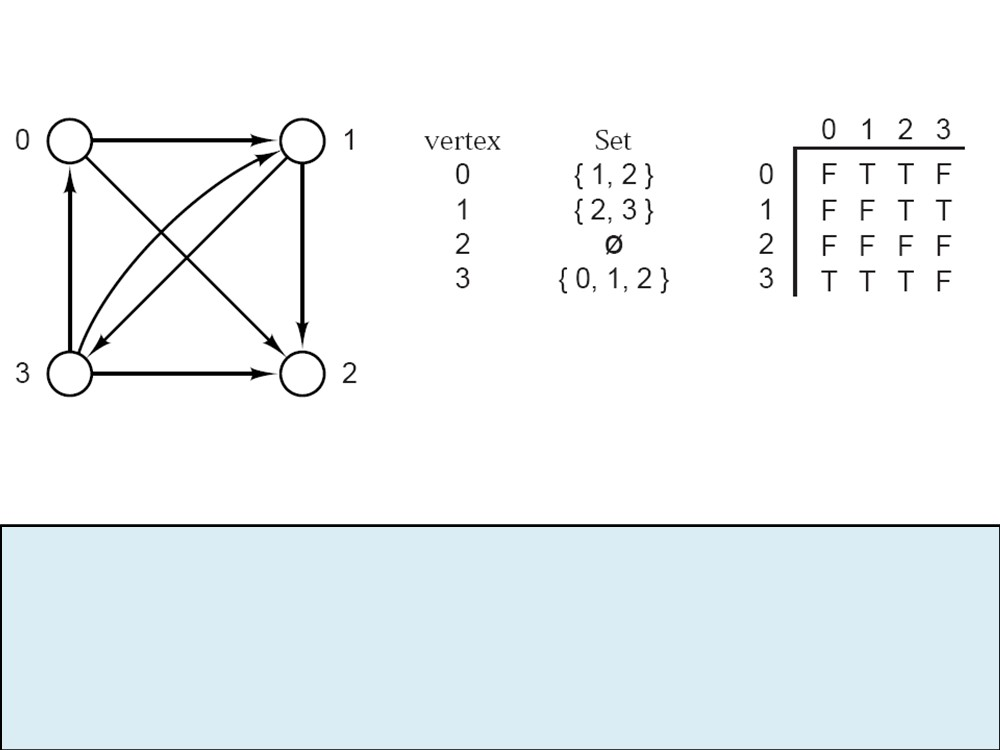 0
1
3
2
vertex Set
0 { 1, 2 }
1 { 2, 3 }
2 Ø
3 { 0, 1, 2 }
0 1 2 3
0 F T T F
1 F F T T
2 F F F F
3 T T T F